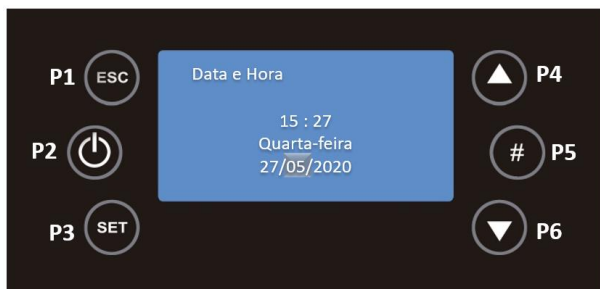 P1 ESC
Data e Hora
P4
15 : 27
P2
Quarta-feira
# P5
27/05/2020
P3 SET
P6